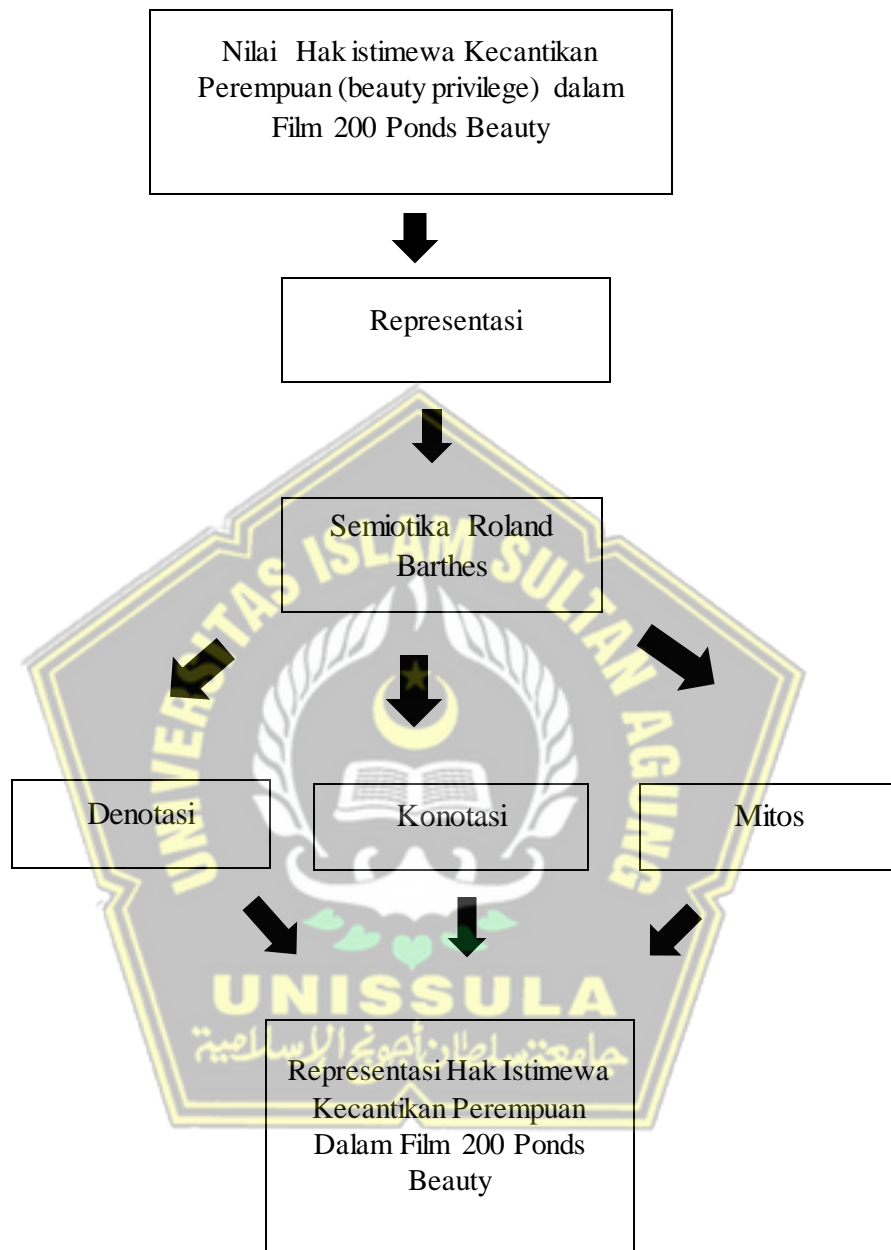 Nilai Hak istimewa Kecantikan
Perempuan (beauty privilege) dalam
Film 200 Ponds Beauty
Representasi
Semiotika Roland
Barthes
UNIVERSITAS ISLAM SULTAN AGUNG
Denotasi
Konotasi
Mitos
UNISSULA
جامعة سلطان أجونج الإسلامية
Representasi Hak Istimewa
Kecantikan Perempuan
Dalam Film 200 Ponds
Beauty